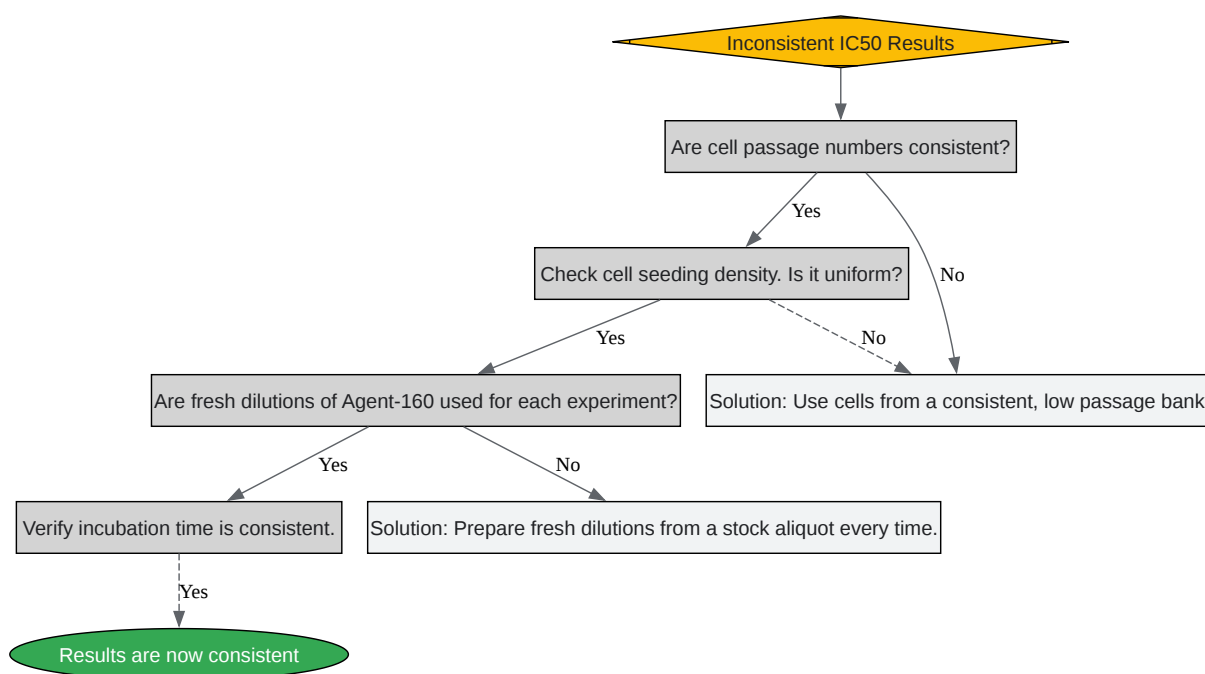 Inconsistent IC50 Results
Are cell passage numbers consistent?
Yes
No
Check cell seeding density. Is it uniform?
Yes
No
Are fresh dilutions of Agent-160 used for each experiment?
Solution: Use cells from a consistent, low passage bank
Yes
No
Verify incubation time is consistent.
Solution: Prepare fresh dilutions from a stock aliquot every time.
Yes
Results are now consistent